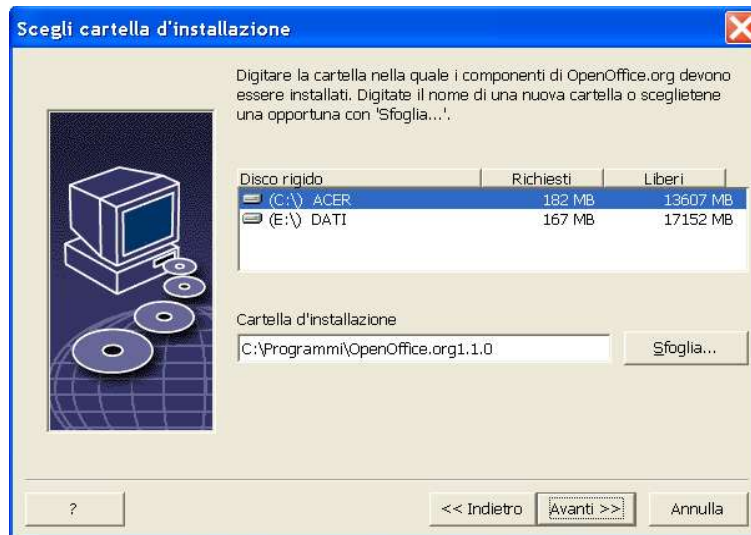 Scegli cartella d'installazione
Digitare la cartella nella quale i componenti di OpenOffice.org devono
essere installati. Digitate il nome di una nuova cartella o sceglietene
una opportuna con 'Sfoglia...'.
Disco rigido Richiesti Liberi
(C:\) ACER 182 MB 13607 MB
(E:\) DATI 167 MB 17152 MB
Cartella d'installazione
C:\Programmi\OpenOffice.org1.1.0 Sfoglia...
? << Indietro Avanti >> Annulla